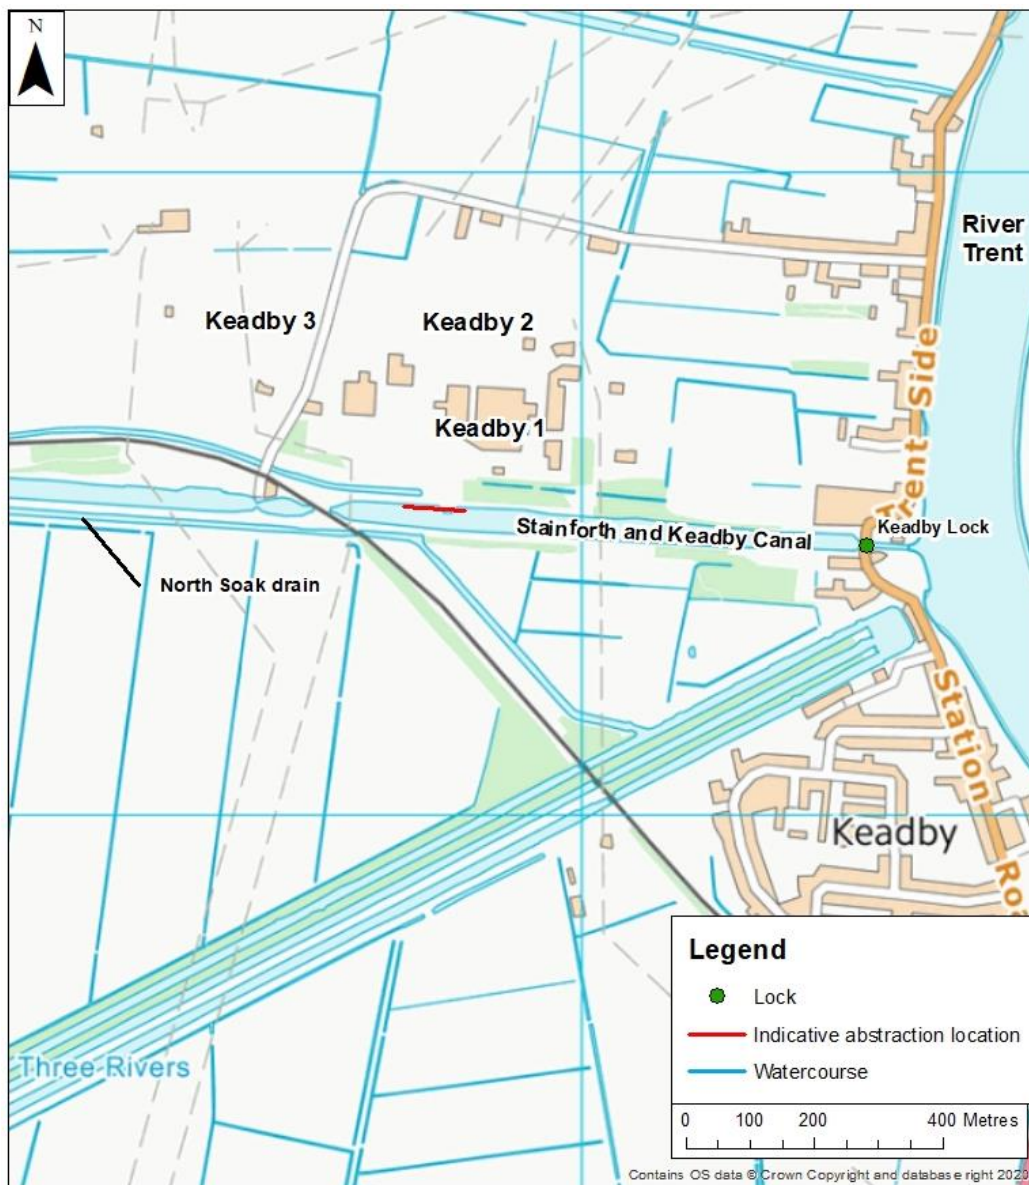 N
River
Trent
Keadby 3
Keadby 2
Keadby 1
Trent Side
Stainforth and Keadby Canal
Keadby Lock
North Soak drain
Station Roa
Keadby
Three Rivers
Legend
Lock
Indicative abstraction location
Watercourse
0 100 200 400 Metres
Contains OS data © Crown Copyright and database right 2020